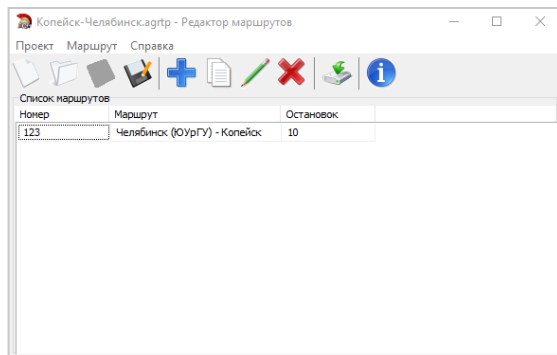 Копейск-Челябинск.agrtp - Редактор маршрутов
Проект Маршрут Справка
Список маршрутов
Номер Маршрут Остановок
123 Челябинск (ЮУрГУ) - Копейск 10